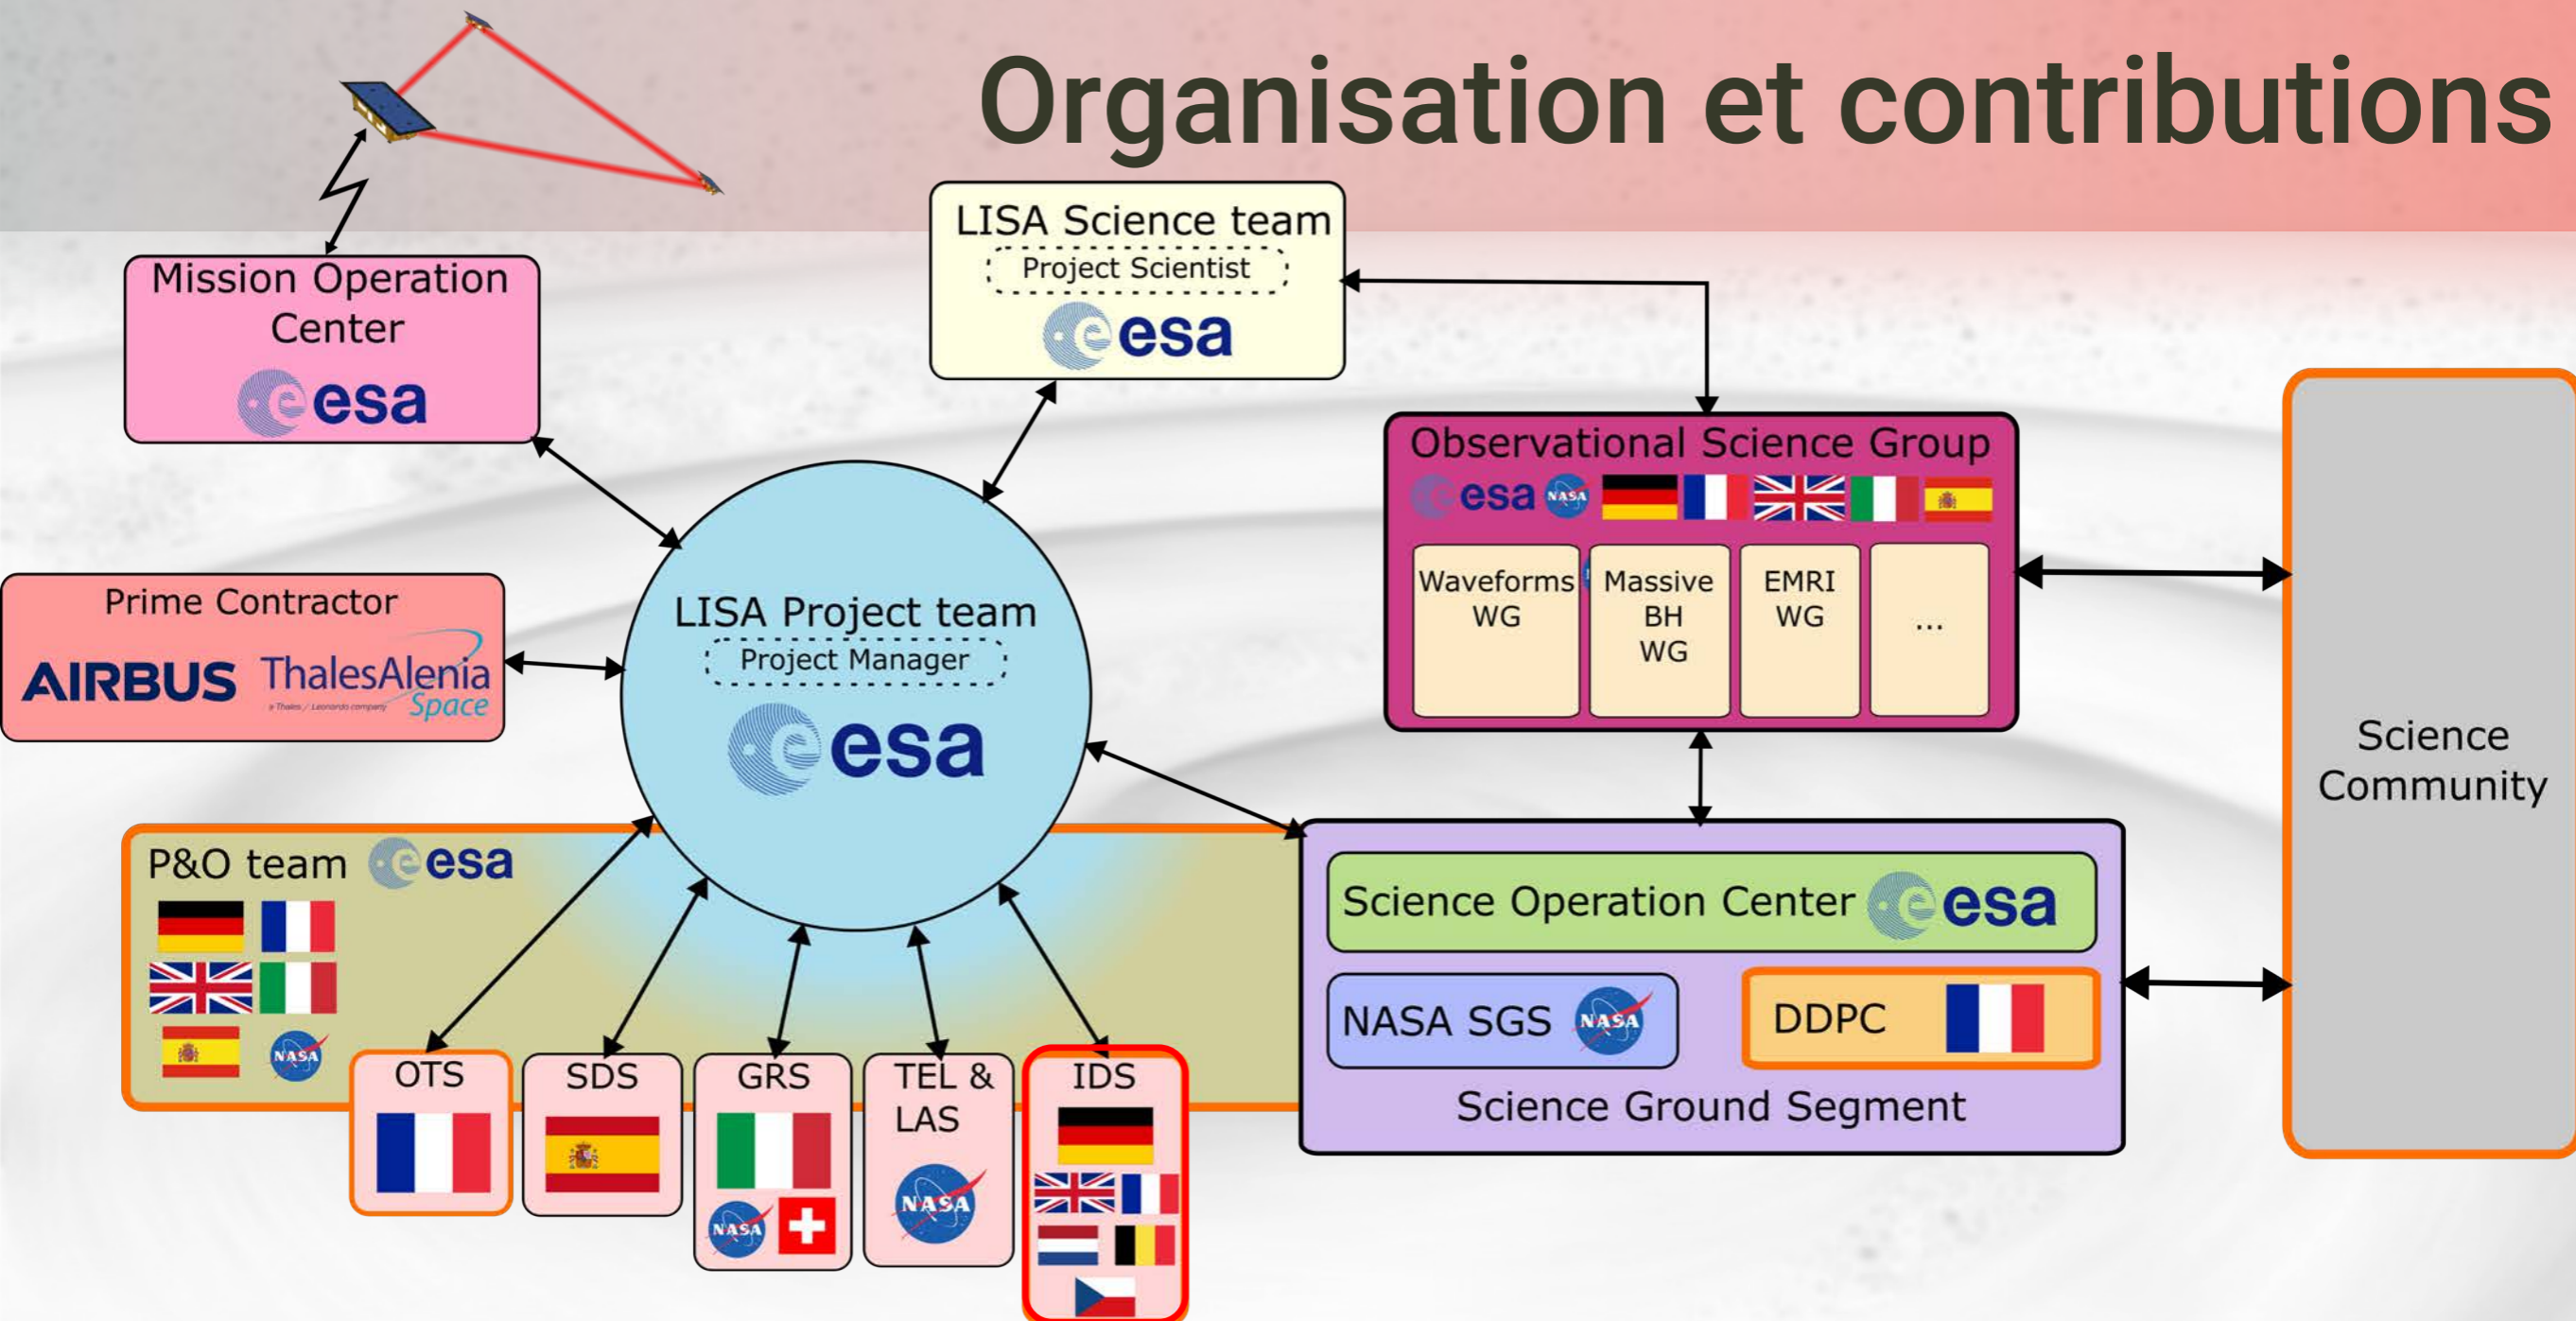 Organisation et contributions
LISA Science team
Project Scientist
esa
Mission Operation
Center
esa
Observational Science Group
esa NASA
Waveforms
WG
Massive
BH
WG
EMRI
WG
...
Science
Community
Prime Contractor
AIRBUS ThalesAlenia
a Thales / Leonardo company Space
LISA Project team
Project Manager
esa
P&O team esa
NASA
OTS
SDS
GRS
NASA
TEL &
LAS
NASA
IDS
Science Operation Center esa
NASA SGS NASA
DDPC
Science Ground Segment